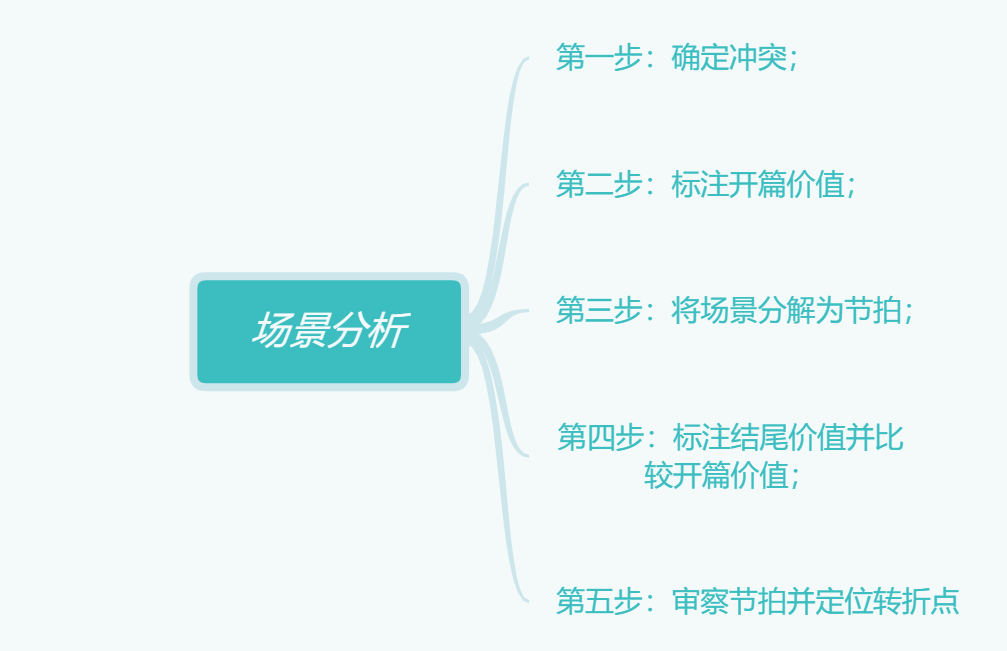 第一步：确定冲突；
第二步：标注开篇价值；
第三步：将场景分解为节拍；
场景分析
第四步：标注结尾价值并比
较开篇价值；
第五步：审察节拍并定位转折点